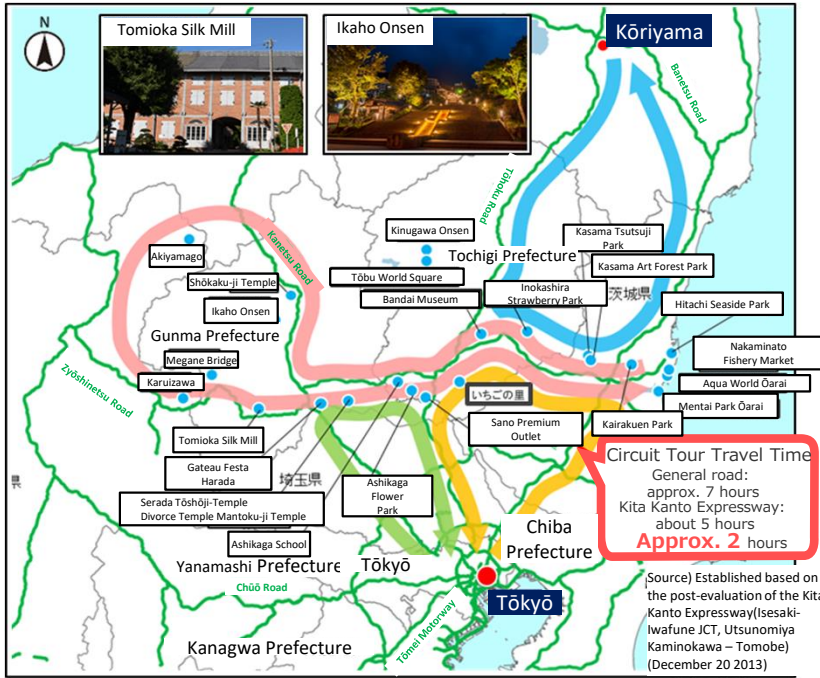 N
Tomioka Silk Mill
Ikaho Onsen
Kōriyama
Banetsu Road
Tōhoku Road
Kanetsu Road
Akiyamago
Kinugawa Onsen
Kasama Tsutsuji
Park
Tochigi Prefecture
Kasama Art Forest Park
Shōkaku-ji Temple
Tōbu World Square
Inokashira
Strawberry Park
茨城県
Ikaho Onsen
Bandai Museum
Hitachi Seaside Park
Gunma Prefecture
Megane Bridge
Nakaminato
Fishery Market
Zyōshinetsu Road
Karuizawa
Aqua World Ōarai
いちごの里
Mentai Park Ōarai
Tomioka Silk Mill
Sano Premium
Outlet
Kairakuen Park
Gateau Festa
Harada
埼玉県
Ashikaga
Flower
Park
Serada Tōshōji-Temple
Divorce Temple Mantoku-ji Temple
Ashikaga School
Circuit Tour Travel Time
General road:
approx. 7 hours
Kita Kanto Expressway:
about 5 hours
Approx. 2 hours
県
Chiba
Prefecture
Yanamashi Prefecture
Tōkyō
Chūō Road
Tōkyō
Tōmei Motorway
Kanagwa Prefecture
Source) Established based on
the post-evaluation of the Kita
Kanto Expressway(Isesaki-
Iwafune JCT, Utsunomiya
Kaminokawa – Tomobe)
(December 20 2013)